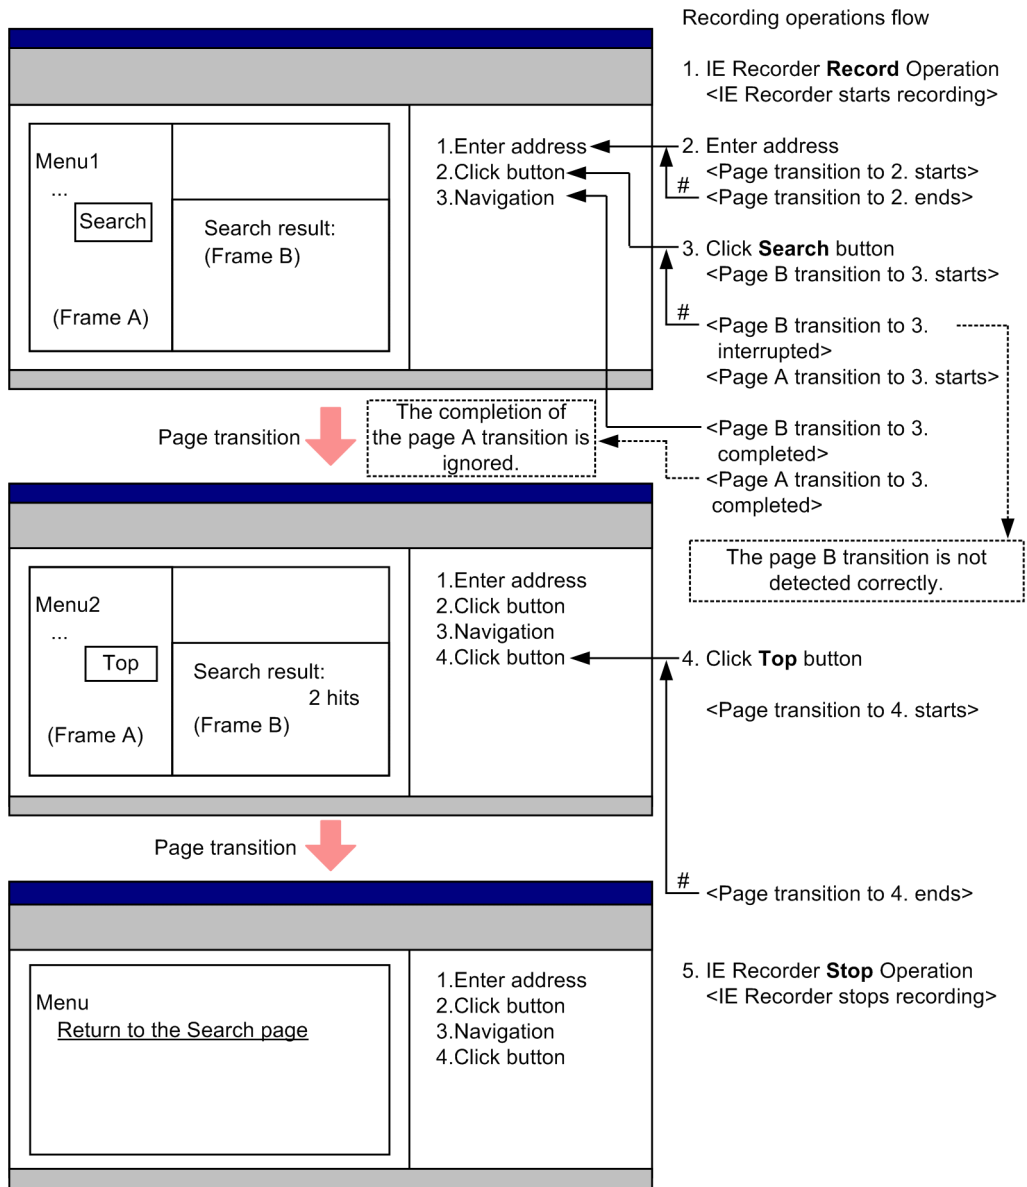 Recording operations flow
1. IE Recorder Record Operation
<IE Recorder starts recording>
Menu1
...
Search
(Frame A)
Search result:
(Frame B)
1.Enter address
2.Click button
3.Navigation
2. Enter address
<Page transition to 2. starts>
#
<Page transition to 2. ends>
3. Click Search button
<Page B transition to 3. starts>
#
<Page B transition to 3.
interrupted>
<Page A transition to 3. starts>
Page transition
The completion of
the page A transition is
ignored.
<Page B transition to 3.
completed>
<Page A transition to 3.
completed>
The page B transition is not
detected correctly.
Menu2
...
Top
(Frame A)
Search result:
2 hits
(Frame B)
1.Enter address
2.Click button
3.Navigation
4.Click button
4. Click Top button
<Page transition to 4. starts>
Page transition
#
<Page transition to 4. ends>
Menu
Return to the Search page
1.Enter address
2.Click button
3.Navigation
4.Click button
5. IE Recorder Stop Operation
<IE Recorder stops recording>